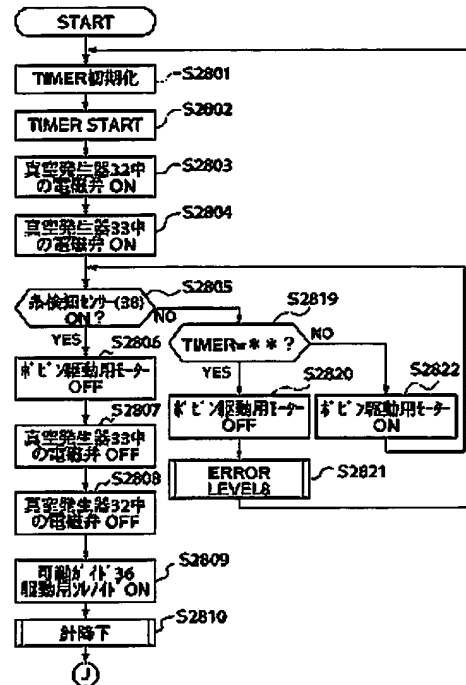 START
TIMER初期化
S2801
TIMER START
S2802
真空発生器32中
の電磁弁 ON
S2803
真空発生器33中
の電磁弁 ON
S2804
糸検知センサー(38)
ON?
S2805
YES
NO
ボビン駆動用モーター
OFF
S2806
真空発生器33中
の電磁弁 OFF
S2807
真空発生器32中
の電磁弁 OFF
S2808
可動ガイド36
駆動用ソレノイド ON
S2809
針降下
S2810
J
TIMER=**?
S2819
YES
NO
ボビン駆動用モーター
OFF
S2820
ERROR
LEVEL8
S2821
ボビン駆動用モーター
ON
S2822